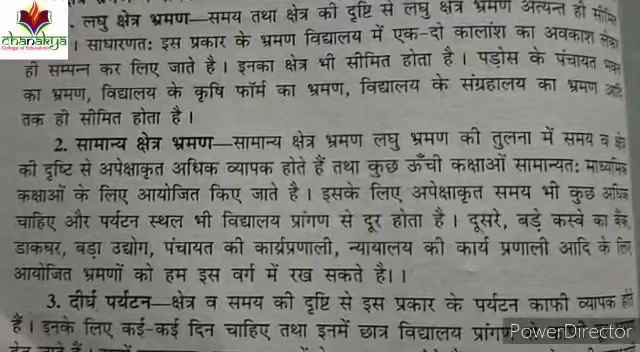 chanakya
College of Education
. लघु क्षेत्र भ्रमण—समय तथा क्षेत्र की दृष्टि से लघु क्षेत्र भ्रमण अत्यन्त ही सीमित
। साधारणतः इस प्रकार के भ्रमण विद्यालय में एक-दो कालांश का अवकाश लेकर
ही सम्पन्न कर लिए जाते है। इनका क्षेत्र भी सीमित होता है। पड़ोस के पंचायत भवन
का भ्रमण, विद्यालय के कृषि फॉर्म का भ्रमण, विद्यालय के संग्रहालय का भ्रमण आदि
तक ही सीमित होता है।
2. सामान्य क्षेत्र भ्रमण—सामान्य क्षेत्र भ्रमण लघु भ्रमण की तुलना में समय व क्षेत्र
की दृष्टि से अपेक्षाकृत अधिक व्यापक होते हैं तथा कुछ ऊँची कक्षाओं सामान्यतः माध्यमिक
कक्षाओं के लिए आयोजित किए जाते है। इसके लिए अपेक्षाकृत समय भी कुछ अधिक
चाहिए और पर्यटन स्थल भी विद्यालय प्रांगण से दूर होता है। दूसरे, बड़े कस्बे का बैंक,
डाकघर, बड़ा उद्योग, पंचायत की कार्यप्रणाली, न्यायालय की कार्य प्रणाली आदि के लिए
आयोजित भ्रमणों को हम इस वर्ग में रख सकते है।।
3. दीर्घ पर्यटन—क्षेत्र व समय की दृष्टि से इस प्रकार के पर्यटन काफी व्यापक होते
हैं। इनके लिए कई-कई दिन चाहिए तथा इनमें छात्र विद्यालय प्रांगण
PowerDirector